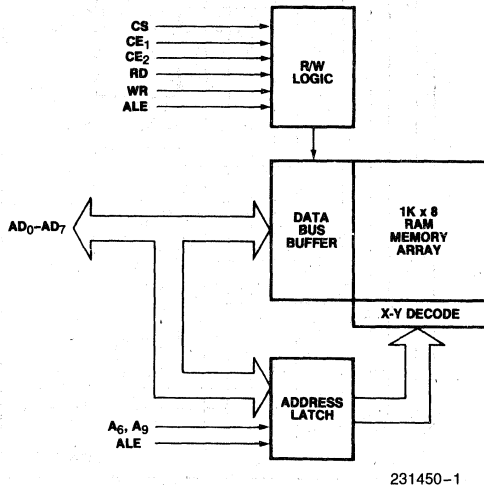 CS
CE1
CE2
RD
WR
ALE
R/W
LOGIC
AD0–AD7
DATA
BUS
BUFFER
1K x 8
RAM
MEMORY
ARRAY
X-Y DECODE
ADDRESS
LATCH
A6, A9
ALE
231450–1